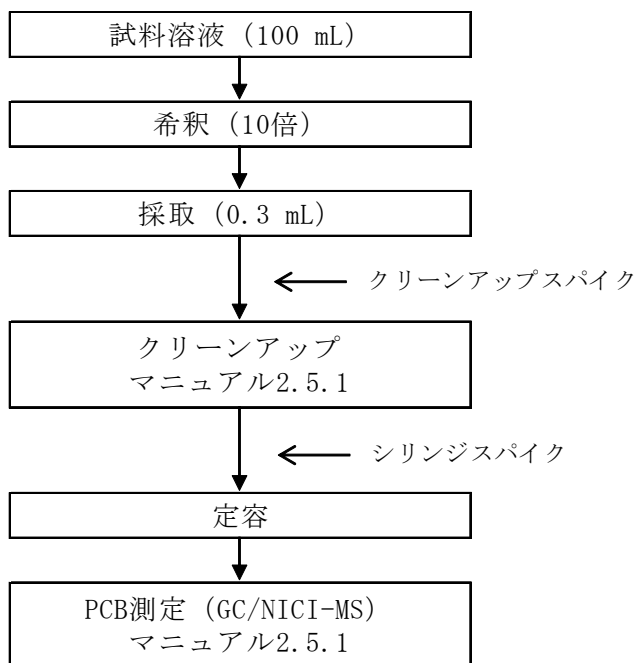 試料溶液 (100 mL)
希釈 (10倍)
採取 (0.3 mL)
クリーンアップスパイク
クリーンアップ
マニュアル2.5.1
シリンジスパイク
定容
PCB測定 (GC/NICI-MS)
マニュアル2.5.1